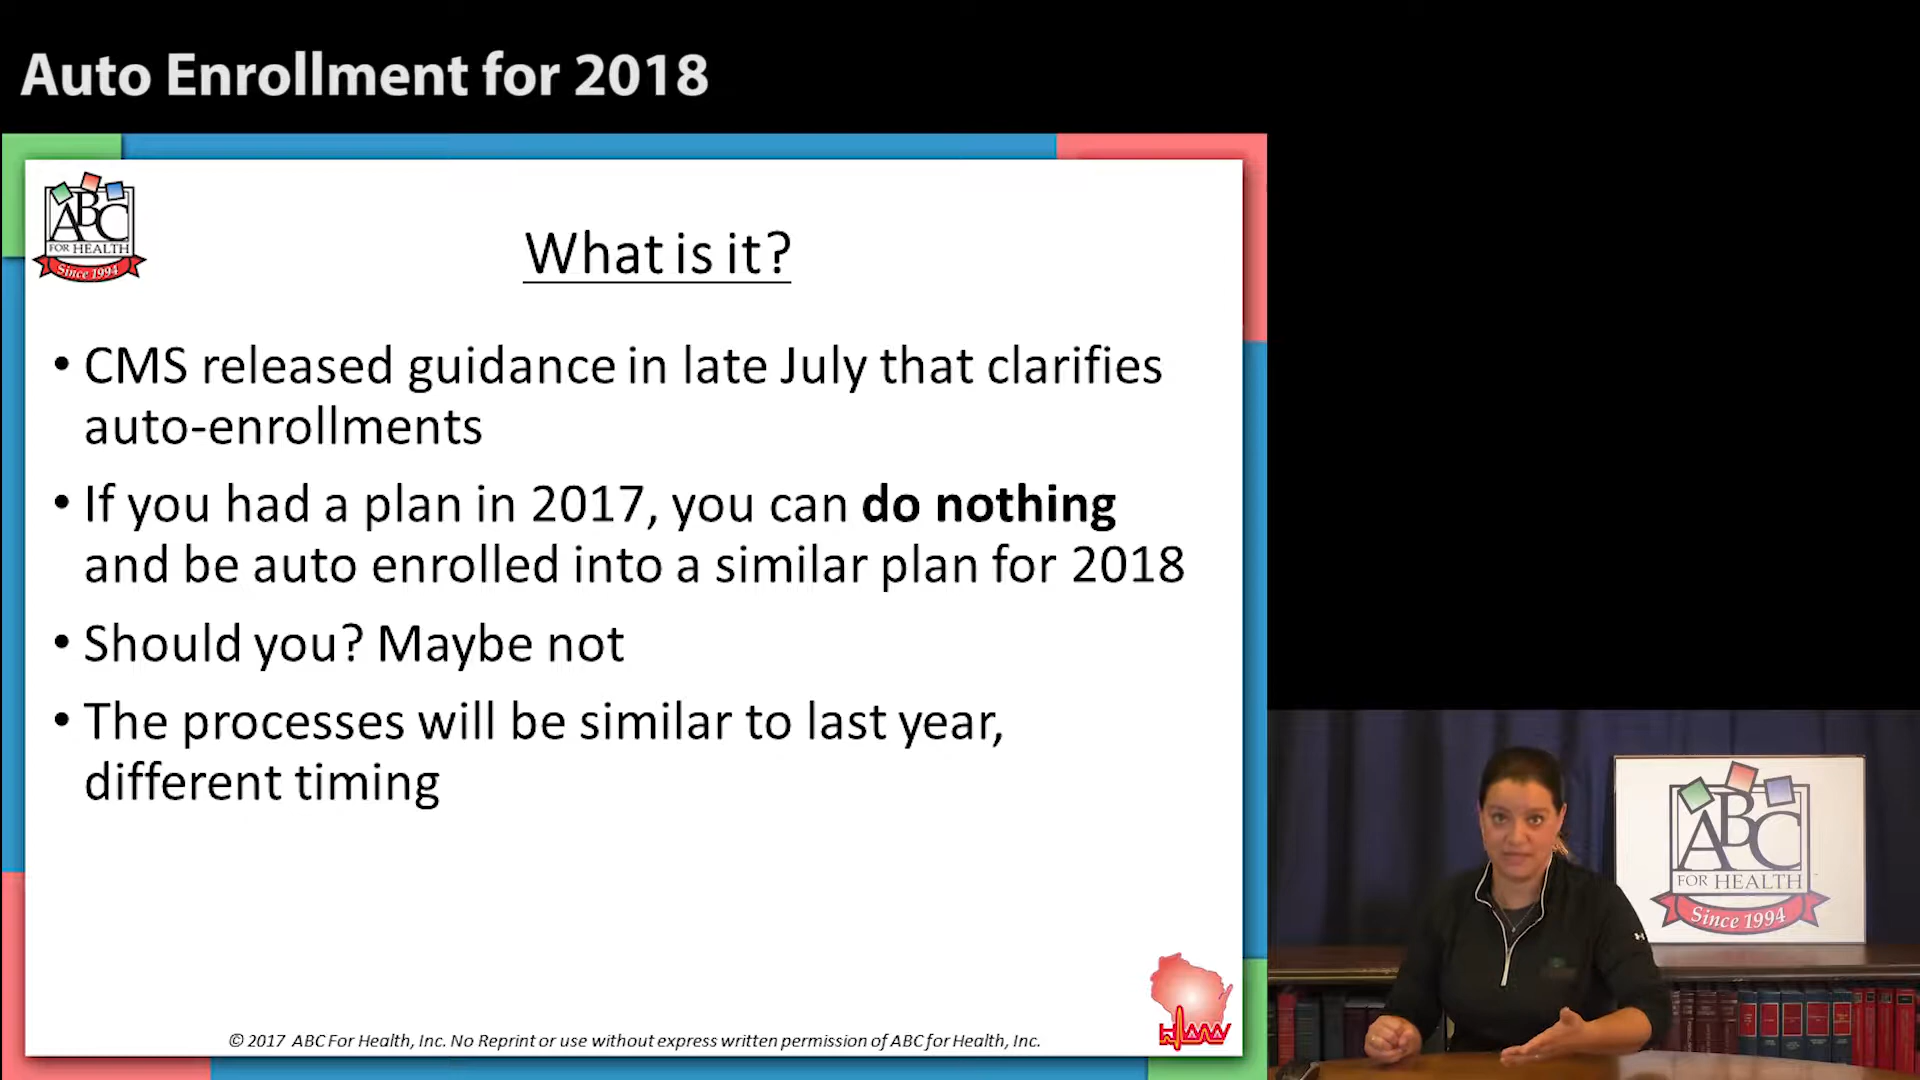 Auto Enrollment for 2018
ABC
FOR HEALTH
Since 1994
What is it?
• CMS released guidance in late July that clarifies
auto-enrollments
• If you had a plan in 2017, you can do nothing
and be auto enrolled into a similar plan for 2018
• Should you? Maybe not
• The processes will be similar to last year,
different timing
© 2017 ABC For Health, Inc. No Reprint or use without express written permission of ABC for Health, Inc.
ABC
FOR HEALTH
Since 1994